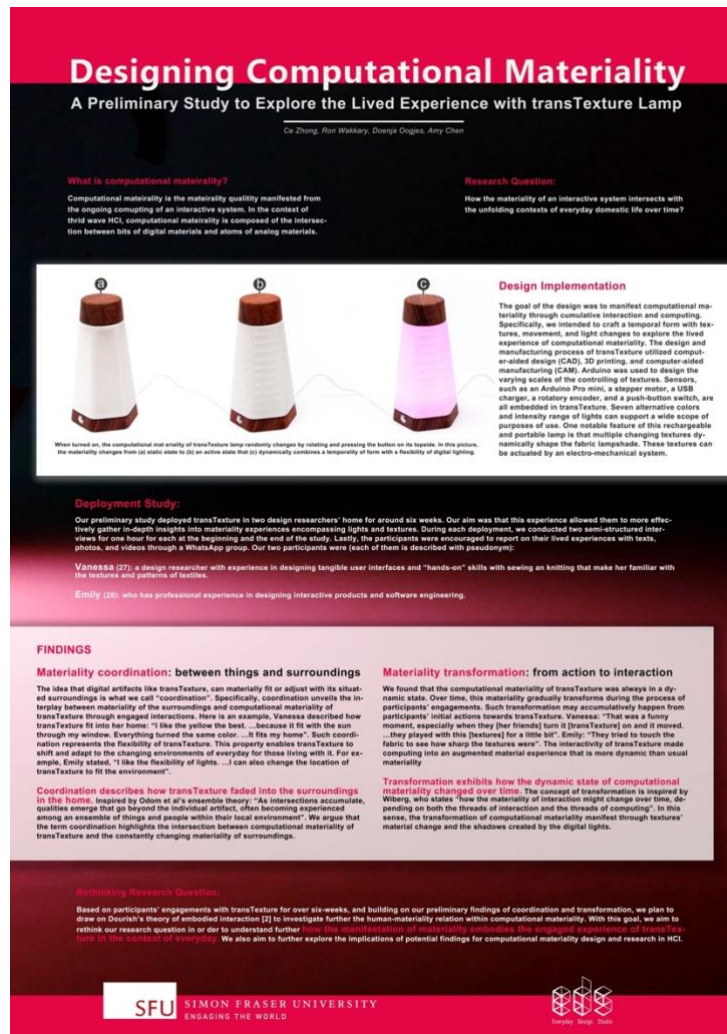 Designing Computational Materiality
A Preliminary Study to Explore the Lived Experience with transTexture Lamp
Ce Zhong, Ron Wakkary, Doenja Oogjes, Amy Chen
What is computational mateirality?
Computational mateirality is the mateirality qualitity manifested from
the ongoing comupting of an interactive system. In the context of
thrid wave HCI, computational mateirality is composed of the intersec-
tion between bits of digital materials and atoms of analog materials.
Research Question:
How the materiality of an interactive system intersects with
the unfolding contexts of everyday domestic life over time?
a
b
c
When turned on, the computational mat eriality of transTexture lamp randomly changes by rotating and pressing the button on its topside. In this picture,
the materiality changes from (a) static state to (b) an active state that (c) dynamically combines a temporality of form with a flexibility of digital lighting.
Design Implementation
The goal of the design was to manifest computational ma-
teriality through cumulative interaction and computing.
Specifically, we intended to craft a temporal form with tex-
tures, movement, and light changes to explore the lived
experience of computational materiality. The design and
manufacturing process of transTexture utilized comput-
er-aided design (CAD), 3D printing, and computer-aided
manufacturing (CAM). Arduino was used to design the
varying scales of the controlling of textures. Sensors,
such as an Arduino Pro mini, a stepper motor, a USB
charger, a rotatory encoder, and a push-button switch, are
all embedded in transTexture. Seven alternative colors
and intensity range of lights can support a wide scope of
purposes of use. One notable feature of this rechargeable
and portable lamp is that multiple changing textures dy-
namically shape the fabric lampshade. These textures can
be actuated by an electro-mechanical system.
Deployment Study:
Our preliminary study deployed transTexture in two design researchers' home for around six weeks. Our aim was that this experience allowed them to more effec-
tively gather in-depth insights into materiality experiences encompassing lights and textures. During each deployment, we conducted two semi-structured inter-
views for one hour for each at the beginning and the end of the study. Lastly, the participants were encouraged to report on their lived experiences with texts,
photos, and videos through a WhatsApp group. Our two participants were (each of them is described with pseudonym):
Vanessa (27): a design researcher with experience in designing tangible user interfaces and "hands-on" skills with sewing an knitting that make her familiar with
the textures and patterns of textiles.
Emily (28): who has professional experience in designing interactive products and software engineering.
FINDINGS
Materiality coordination: between things and surroundings
The idea that digital artifacts like transTexture, can materially fit or adjust with its situat-
ed surroundings is what we call "coordination". Specifically, coordination unveils the in-
terplay between materiality of the surroundings and computational materiality of
transTexture through engaged interactions. Here is an example, Vanessa described how
transTexture fit into her home: "I like the yellow the best. ...because it fit with the sun
through my window. Everything turned the same color. ...It fits my home". Such coordi-
nation represents the flexibility of transTexture. This property enables transTexture to
shift and adapt to the changing environments of everyday for those living with it. For ex-
ample, Emily stated, "I like the flexibility of lights. ...I can also change the location of
transTexture to fit the environment".
Coordination describes how transTexture faded into the surroundings
in the home. Inspired by Odom et al's ensemble theory: "As intersections accumulate,
qualities emerge that go beyond the individual artifact, often becoming experienced
among an ensemble of things and people within their local environment". We argue that
the term coordination highlights the intersection between computational materiality of
transTexture and the constantly changing materiality of surroundings.
Materiality transformation: from action to interaction
We found that the computational materiality of transTexture was always in a dy-
namic state. Over time, this materiality gradually transforms during the process of
participants' engagements. Such transformation may accumulatively happen from
participants' initial actions towards transTexture. Vanessa: "That was a funny
moment, especially when they [her friends] turn it [transTexture] on and it moved.
...they played with this [textures] for a little bit". Emily: "They tried to touch the
fabric to see how sharp the textures were". The interactivity of transTexture made
computing into an augmented material experience that is more dynamic than usual
materiality
Transformation exhibits how the dynamic state of computational
materiality changed over time. The concept of transformation is inspired by
Wiberg, who states "how the materiality of interaction might change over time, de-
pending on both the threads of interaction and the threads of computing". In this
sense, the transformation of computational materiality manifest through textures'
material change and the shadows created by the digital lights.
Rethinking Research Question:
Based on participants' engagements with transTexture for over six-weeks, and building on our preliminary findings of coordination and transformation, we plan to
draw on Dourish's theory of embodied interaction [2] to investigate further the human-materiality relation within computational materiality. With this goal, we aim to
rethink our research question in or der to understand further how the manifestation of materiality embodies the engaged experience of transTex-
ture in the context of everyday. We also aim to further explore the implications of potential findings for computational materiality design and research in HCI.
SFU SIMON FRASER UNIVERSITY
ENGAGING THE WORLD
Everyday Design Studio